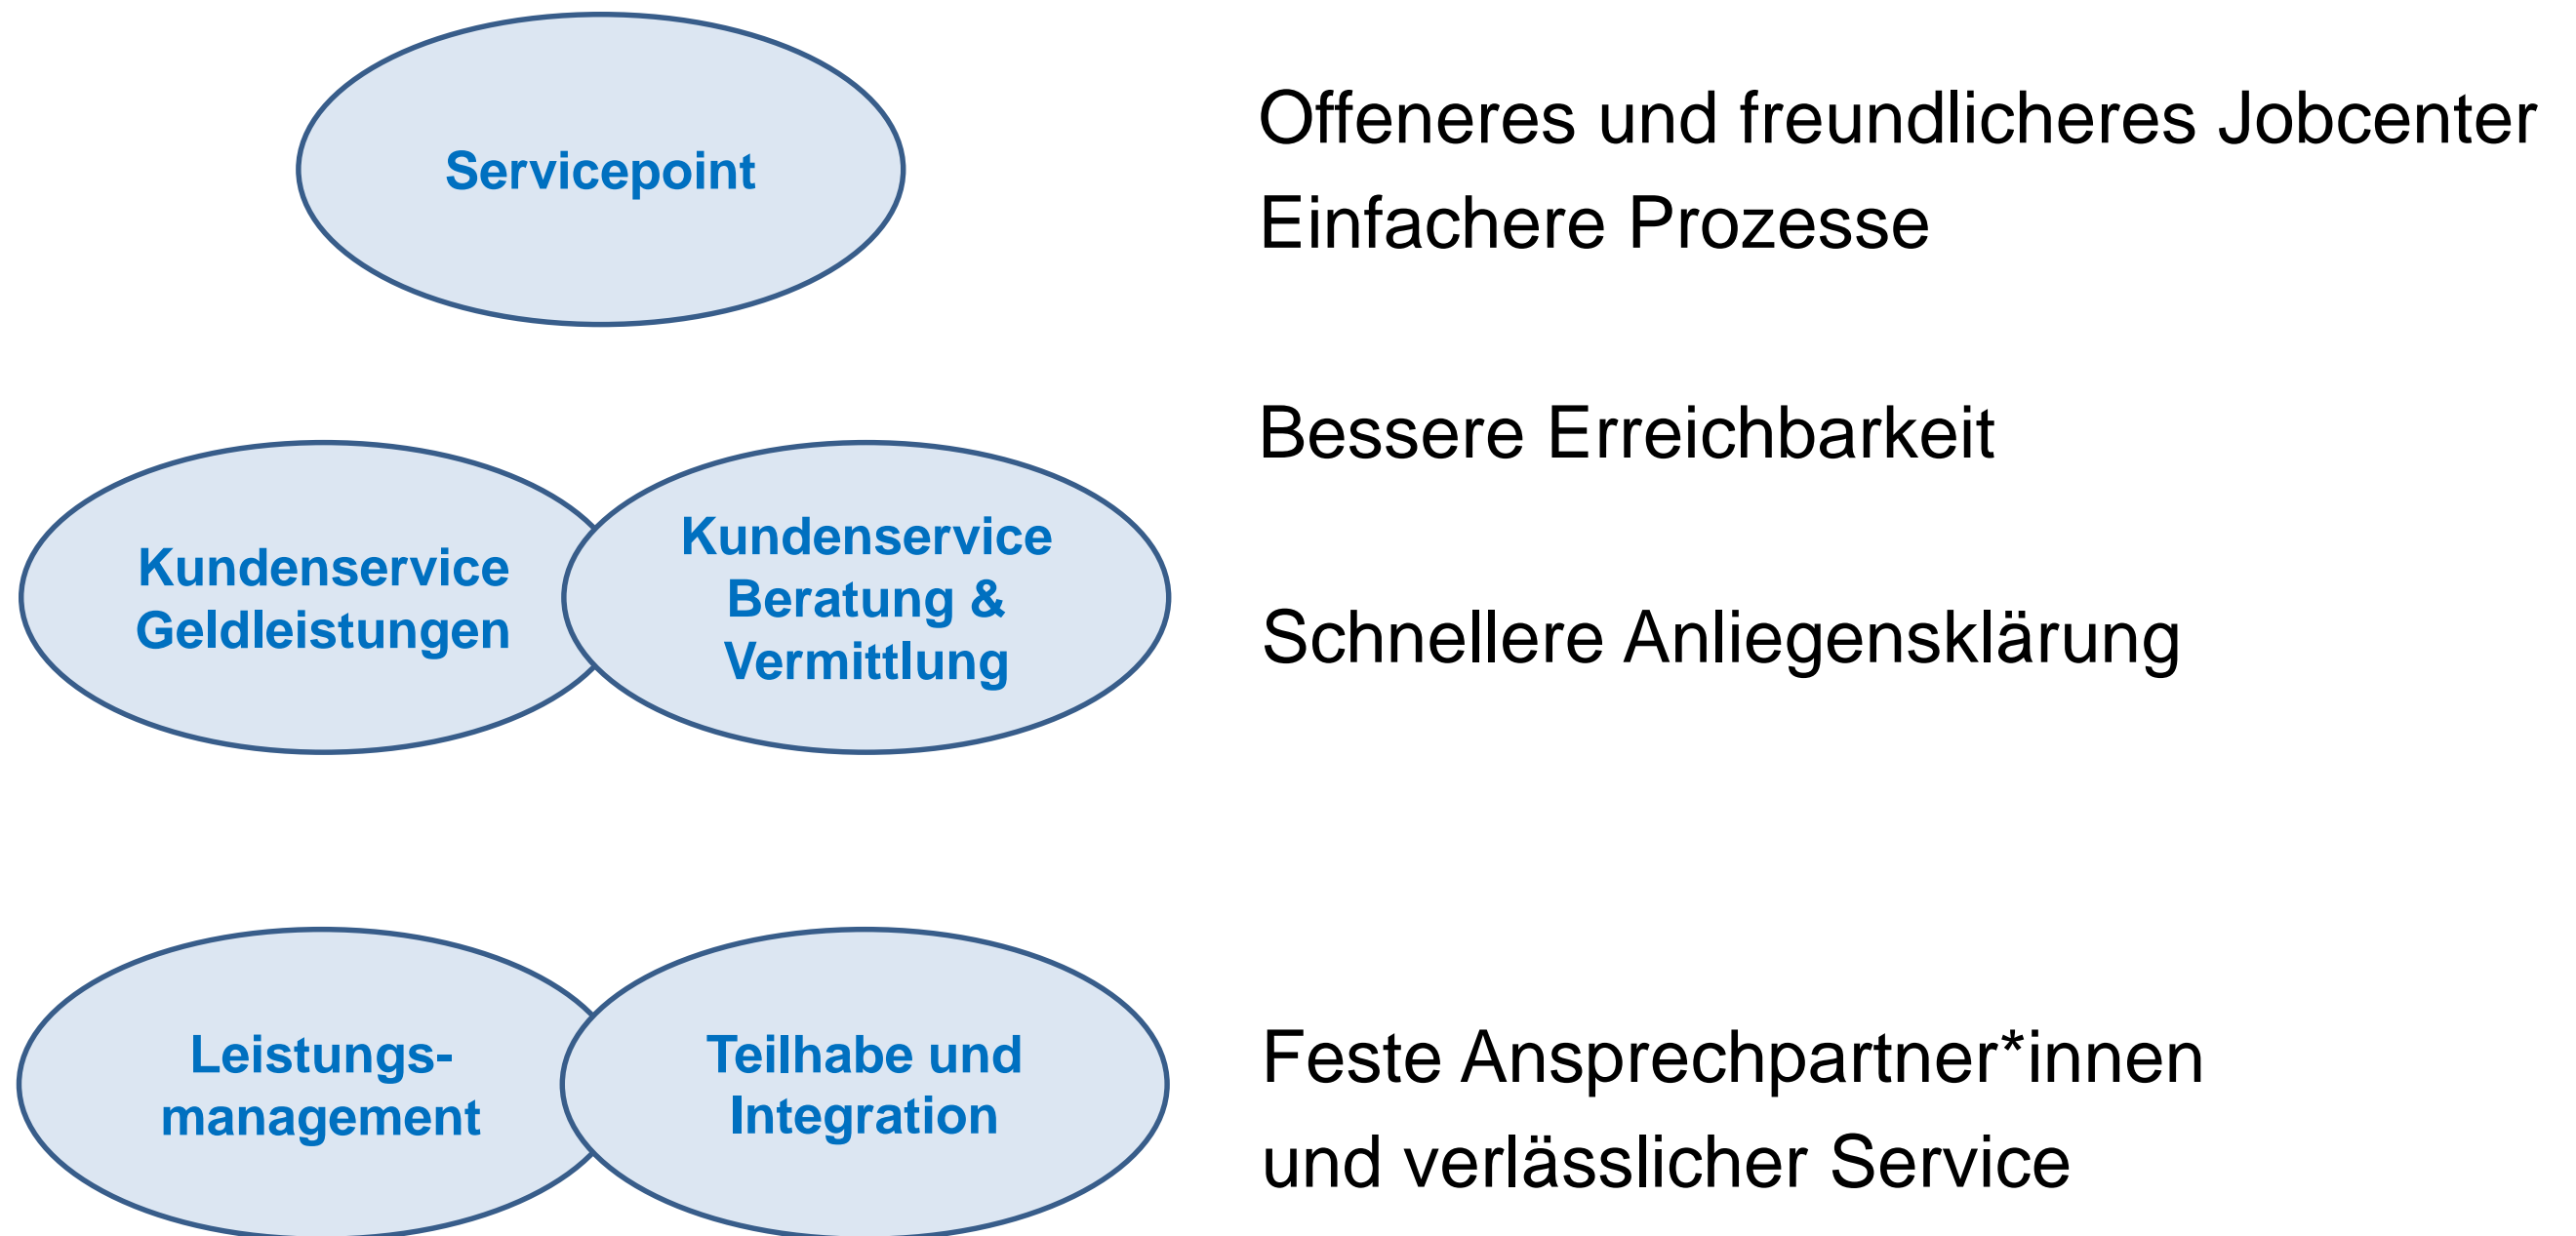 Servicepoint
Offeneres und freundlicheres Jobcenter
Einfachere Prozesse
Kundenservice
Geldleistungen
Kundenservice
Beratung &
Vermittlung
Bessere Erreichbarkeit
Schnellere Anliegensklärung
Leistungs-
management
Teilhabe und
Integration
Feste Ansprechpartner*innen
und verlässlicher Service